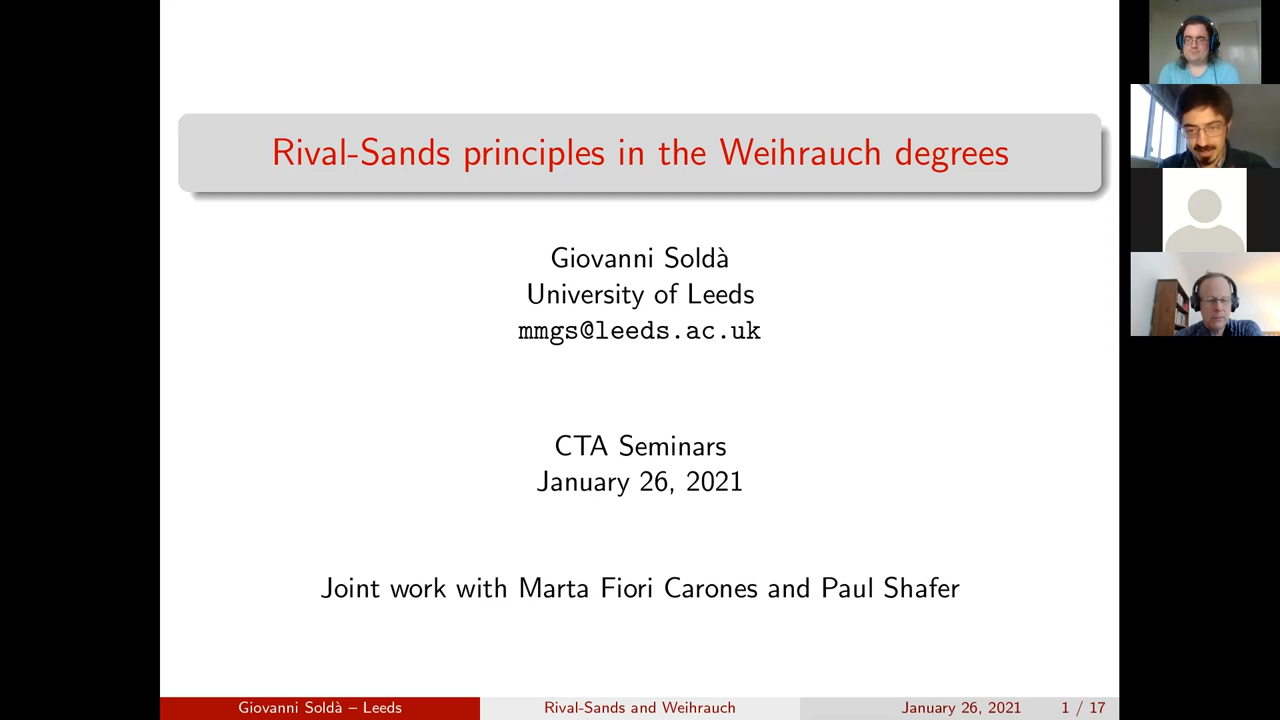 Rival-Sands principles in the Weihrauch degrees
Giovanni Soldà
University of Leeds
mmgs@leeds.ac.uk
CTA Seminars
January 26, 2021
Joint work with Marta Fiori Carones and Paul Shafer
Giovanni Soldà – Leeds
Rival-Sands and Weihrauch
January 26, 2021
1 / 17